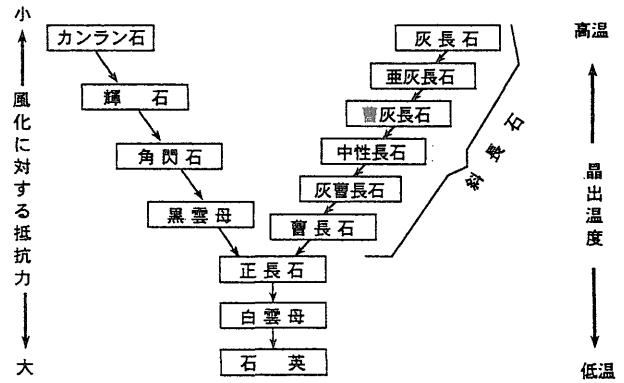 小
カンラン石
灰長石
高温
亜灰長石
輝石
曹灰長石
角閃石
中性長石
斜長石
風化に対する抵抗力
晶出温度
灰曹長石
黒雲母
曹長石
正長石
白雲母
石英
大
低温